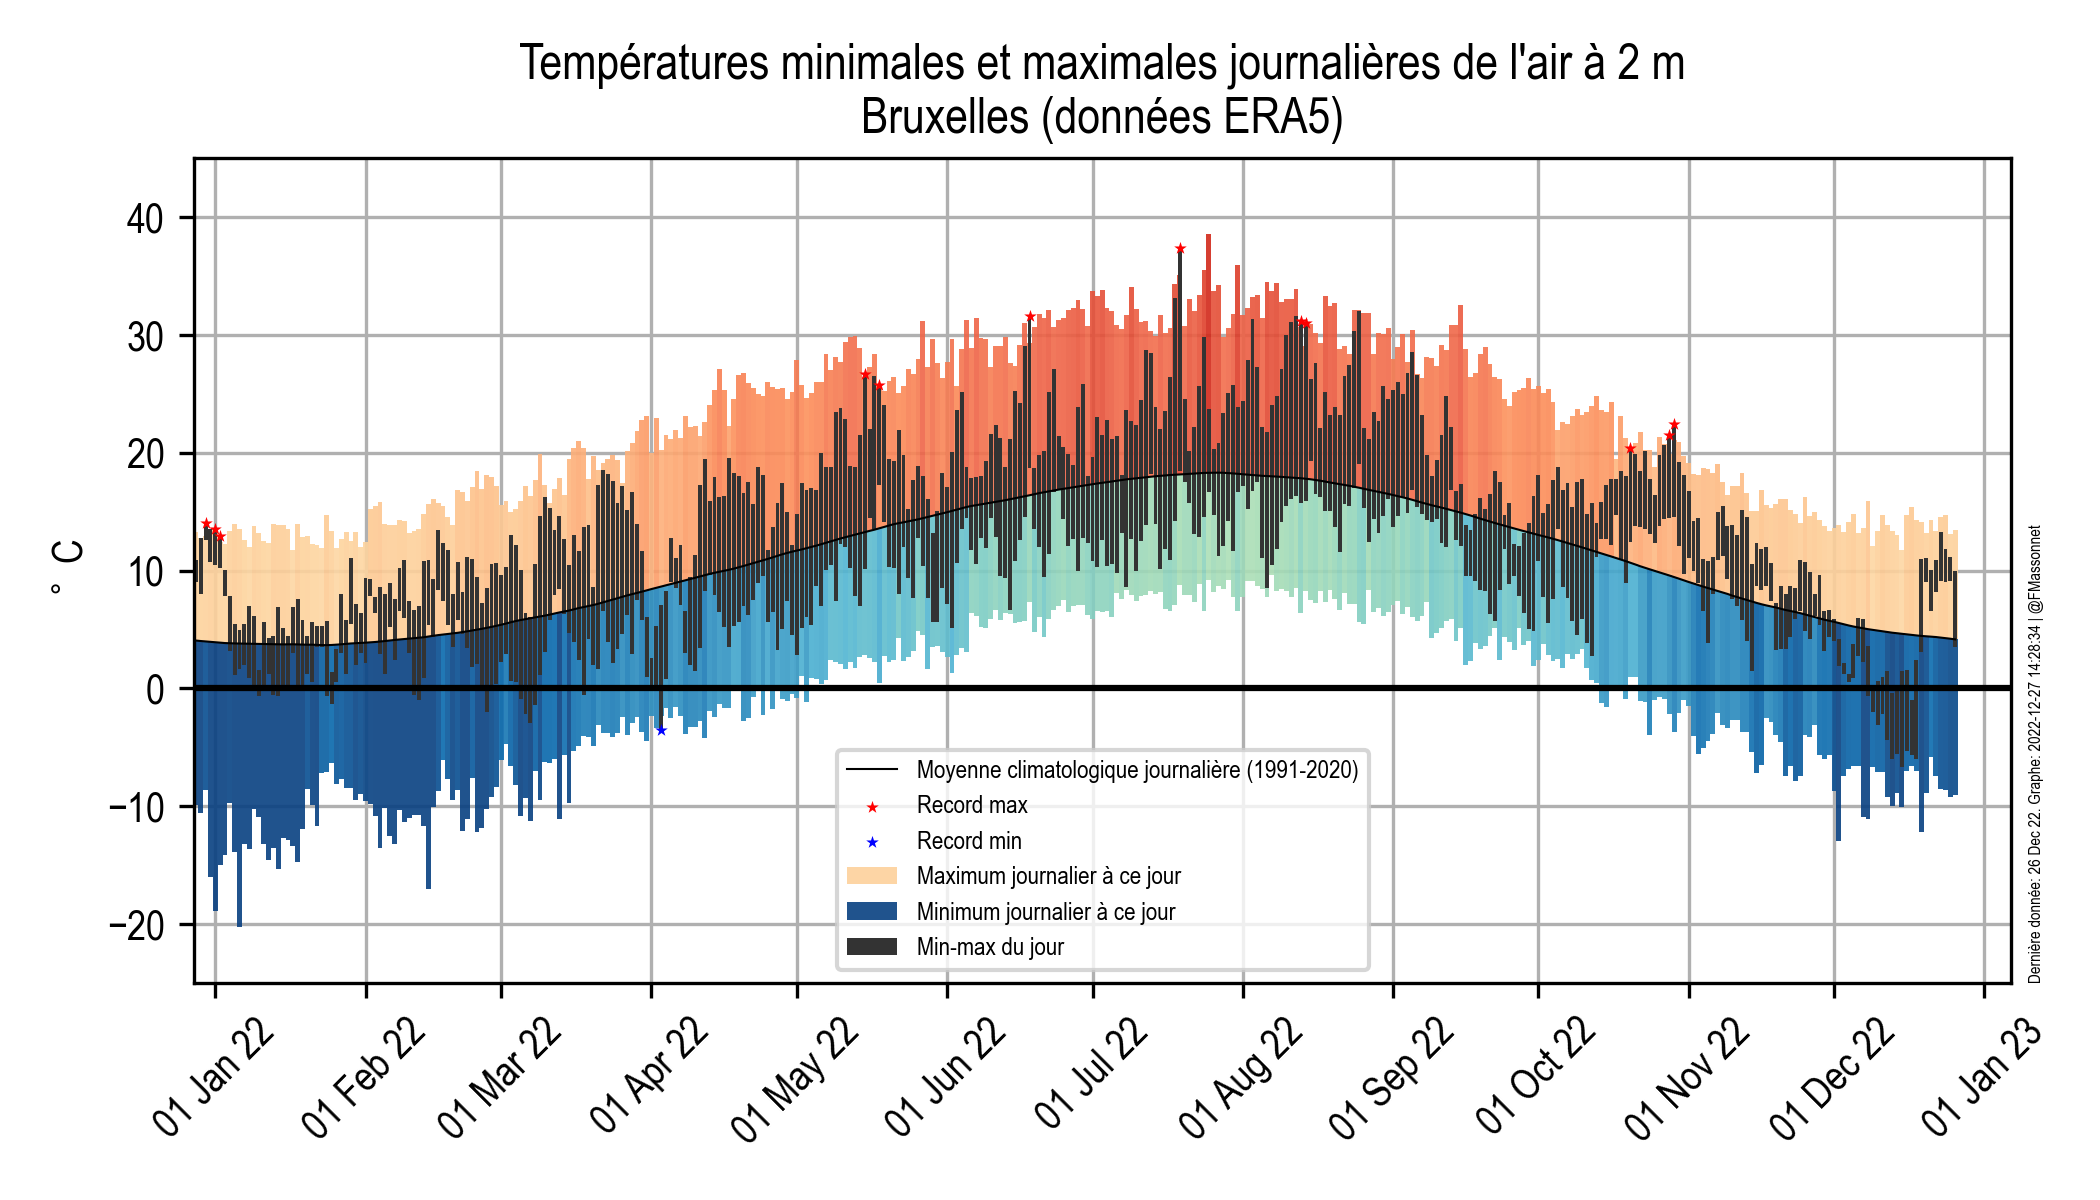 Températures minimales et maximales journalières de l'air à 2 m
Bruxelles (données ERA5)
° C
40
30
20
10
0
−10
−20
Moyenne climatologique journalière (1991-2020)
Record max
Record min
Maximum journalier à ce jour
Minimum journalier à ce jour
Min-max du jour
01 Jan 22
01 Feb 22
01 Mar 22
01 Apr 22
01 May 22
01 Jun 22
01 Jul 22
01 Aug 22
01 Sep 22
01 Oct 22
01 Nov 22
01 Dec 22
01 Jan 23
Dernière donnée: 26 Dec 22. Graphe: 2022-12-27 14:28:34 | @FMassonnet